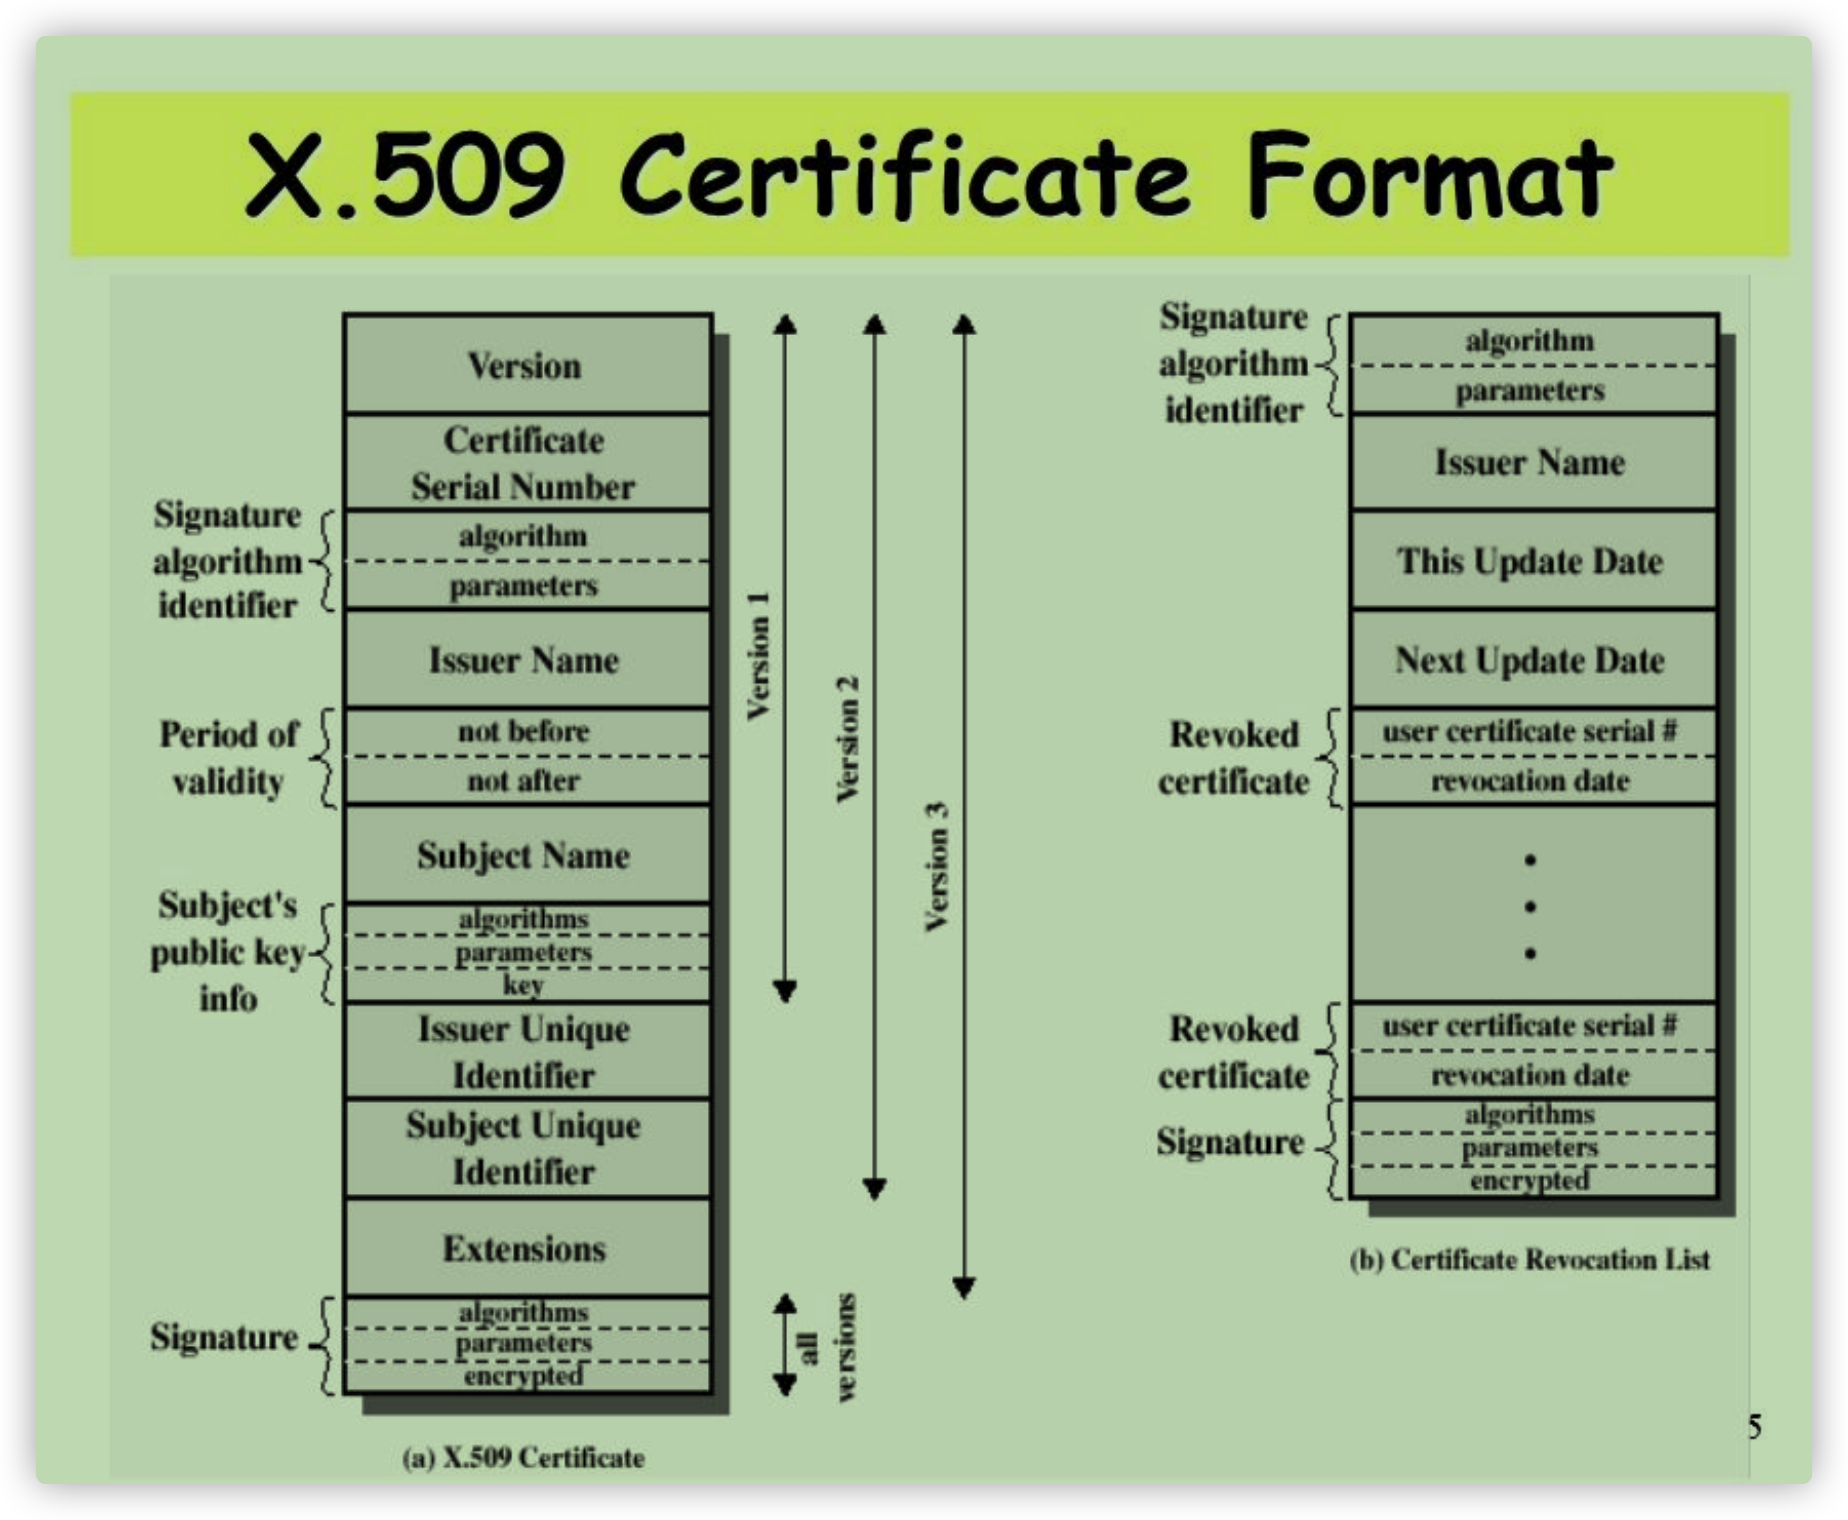 X.509 Certificate Format
Version
Certificate
Serial Number
Signature
algorithm
identifier
algorithm
parameters
Issuer Name
Period of
validity
not before
not after
Subject Name
Subject's
public key
info
algorithms
parameters
key
Issuer Unique
Identifier
Subject Unique
Identifier
Extensions
Signature
algorithms
parameters
encrypted
Version 1
Version 2
Version 3
all
versions
(a) X.509 Certificate
Signature
algorithm
identifier
algorithm
parameters
Issuer Name
This Update Date
Next Update Date
Revoked
certificate
user certificate serial #
revocation date
Revoked
certificate
user certificate serial #
revocation date
Signature
algorithms
parameters
encrypted
(b) Certificate Revocation List
5